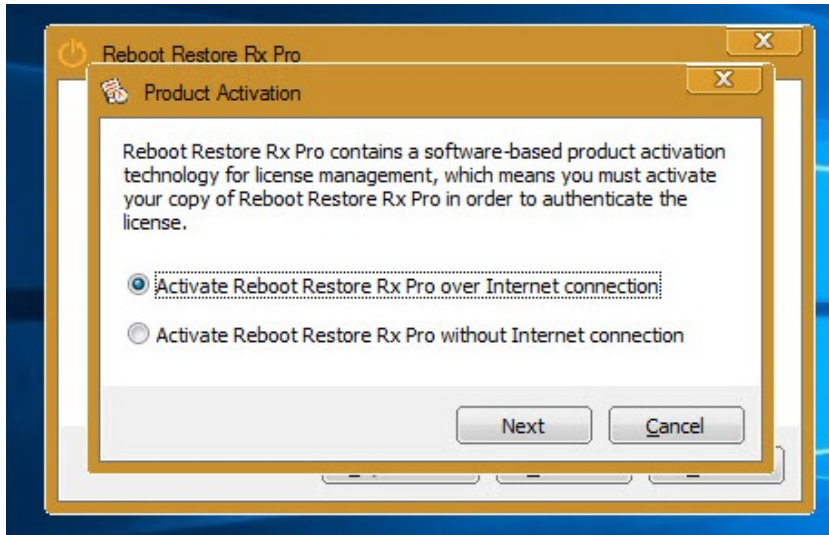 Reboot Restore Rx Pro
Product Activation
Reboot Restore Rx Pro contains a software-based product activation
technology for license management, which means you must activate
your copy of Reboot Restore Rx Pro in order to authenticate the
license.
Activate Reboot Restore Rx Pro over Internet connection
Activate Reboot Restore Rx Pro without Internet connection
Next Cancel